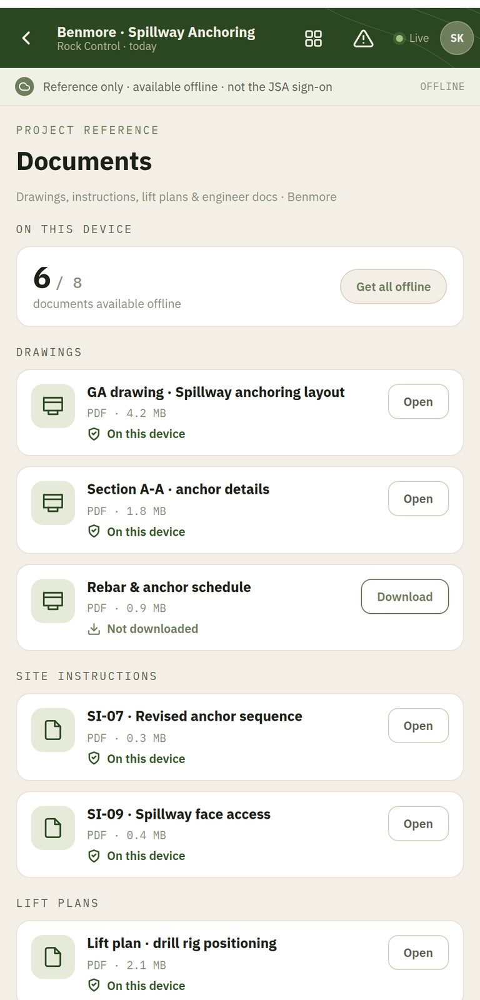 Benmore · Spillway Anchoring
Rock Control · today
Live
SK
Reference only · available offline · not the JSA sign-on
OFFLINE
PROJECT REFERENCE
Documents
Drawings, instructions, lift plans & engineer docs · Benmore
ON THIS DEVICE
6 / 8
documents available offline
Get all offline
DRAWINGS
GA drawing · Spillway anchoring layout
PDF · 4.2 MB
On this device
Open
Section A-A · anchor details
PDF · 1.8 MB
On this device
Open
Rebar & anchor schedule
PDF · 0.9 MB
Not downloaded
Download
SITE INSTRUCTIONS
SI-07 · Revised anchor sequence
PDF · 0.3 MB
On this device
Open
SI-09 · Spillway face access
PDF · 0.4 MB
On this device
Open
LIFT PLANS
Lift plan · drill rig positioning
PDF · 2.1 MB
On this device
Open